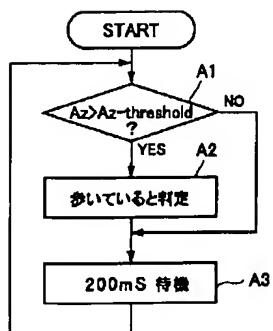 START
A1
Az>Az-threshold
?
NO
YES
A2
歩いていると判定
200mS 待機
A3